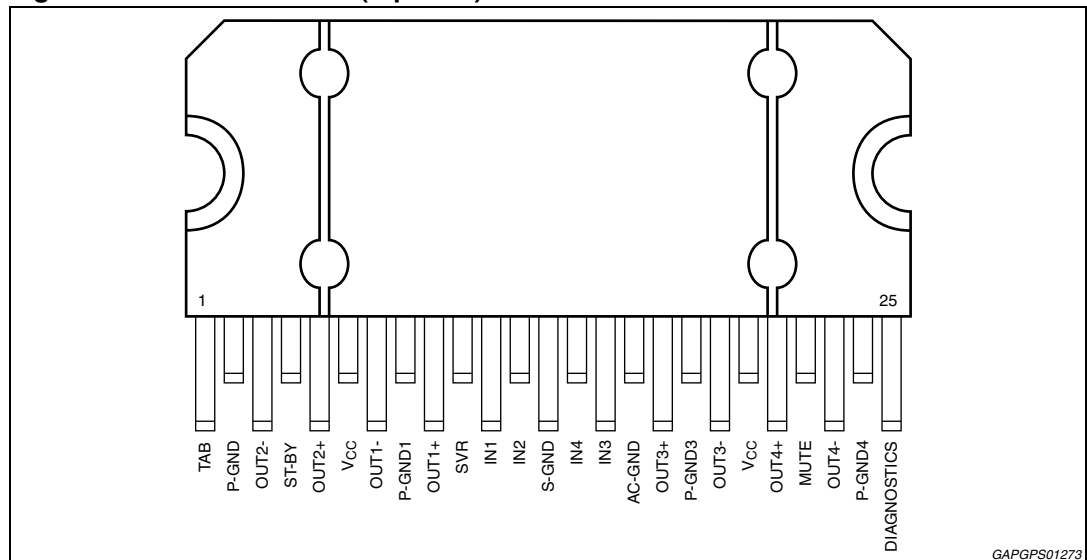 1
25
TAB
P-GND
OUT2-
ST-BY
OUT2+
VCC
OUT1-
P-GND1
OUT1+
SVR
IN1
IN2
S-GND
IN4
IN3
AC-GND
OUT3+
P-GND3
OUT3-
VCC
OUT4+
MUTE
OUT4-
P-GND4
DIAGNOSTICS
GAPGPS01273